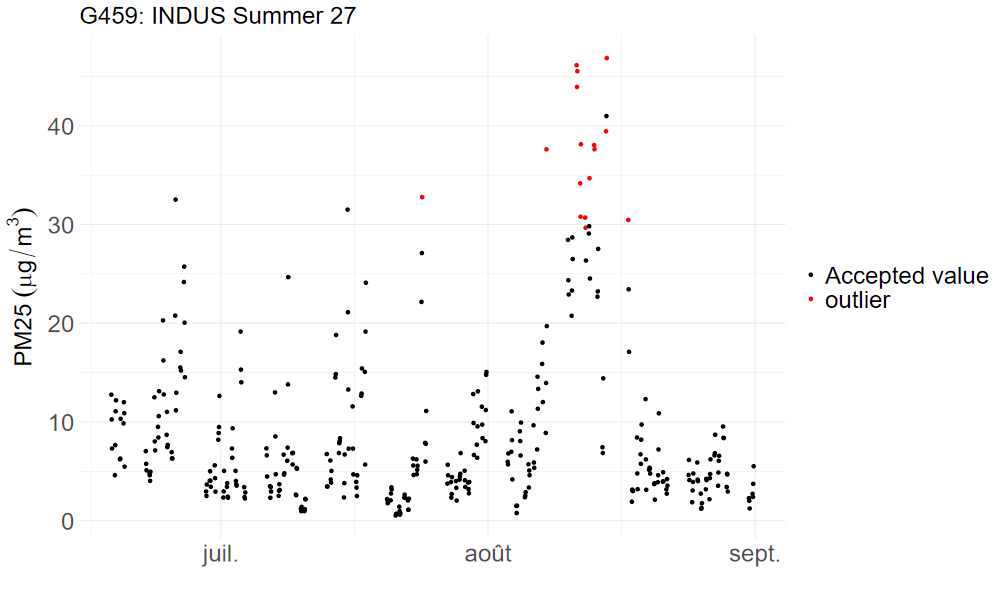 G459: INDUS Summer 27
PM25 (μg/m³)
40
30
20
10
0
juil.
août
sept.
Accepted value
outlier